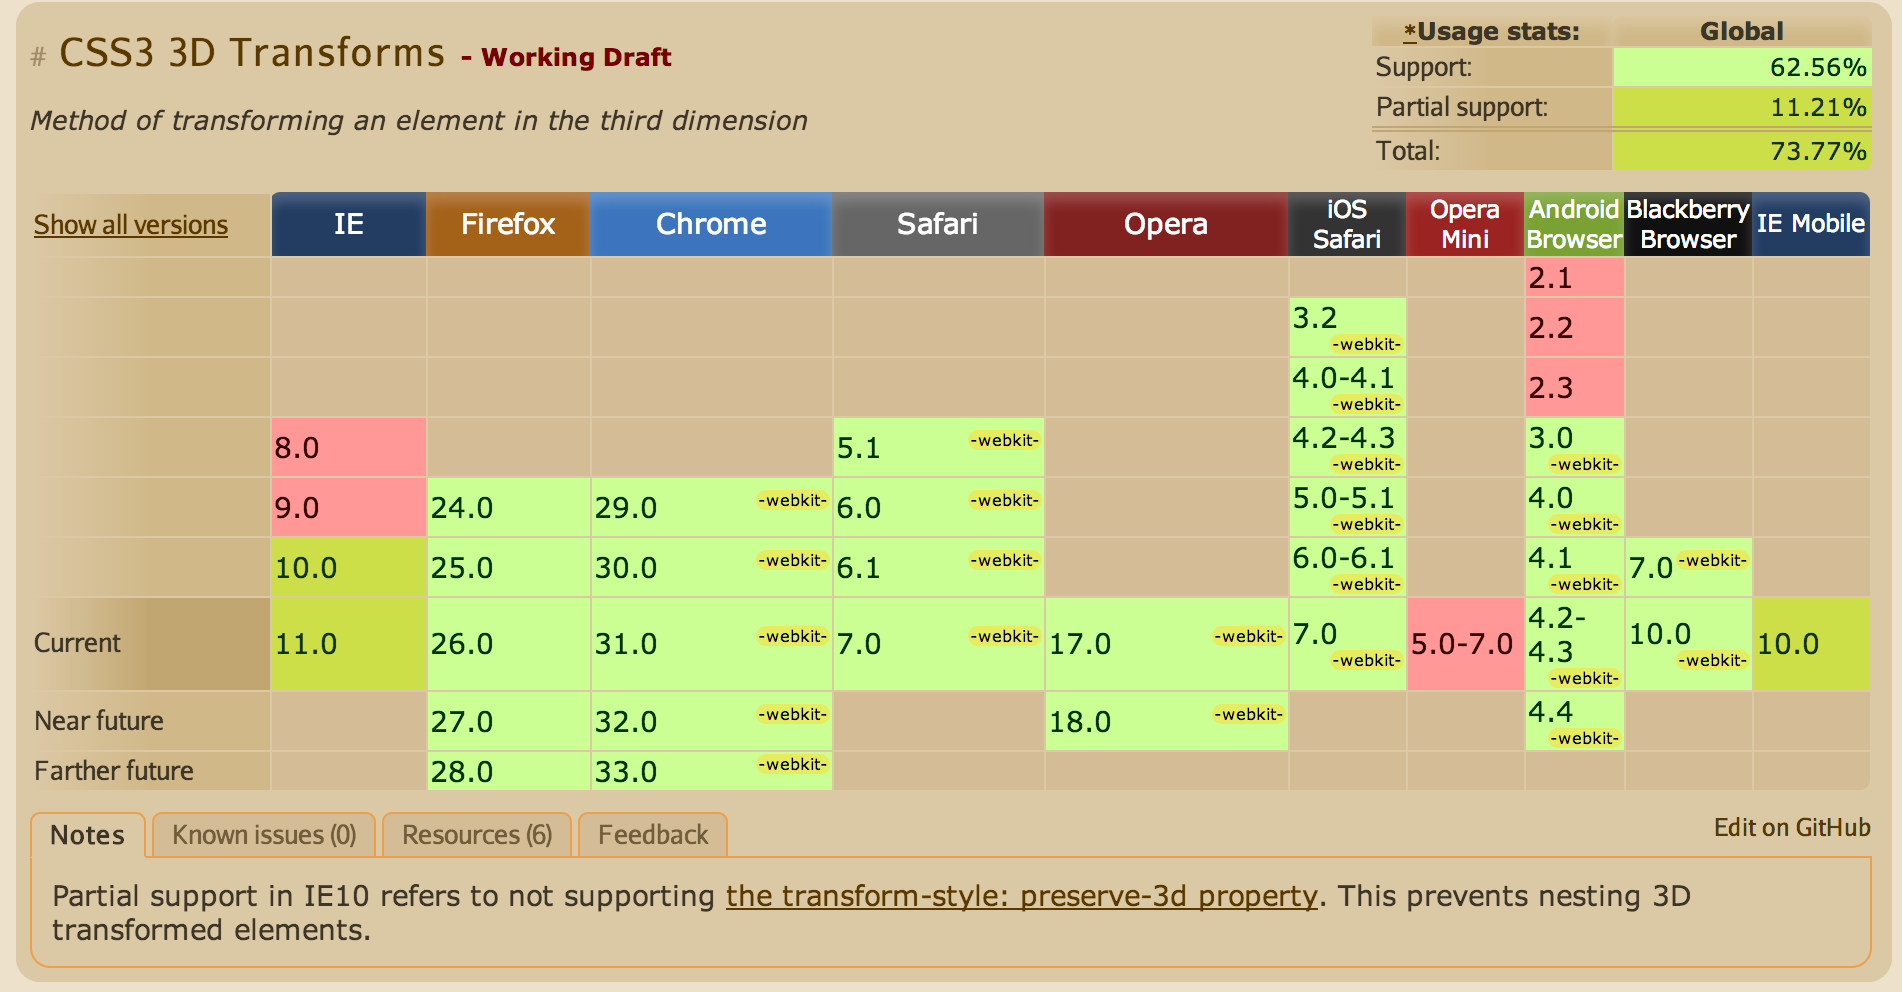 # CSS3 3D Transforms - Working Draft
*Usage stats: Global
Support: 62.56%
Method of transforming an element in the third dimension
Partial support: 11.21%
Total: 73.77%
Show all versions IE Firefox Chrome Safari Opera iOS Safari Opera Mini Android Browser Blackberry Browser IE Mobile
2.1
3.2 -webkit- 2.2
4.0-4.1 -webkit- 2.3
8.0 5.1 -webkit- 4.2-4.3 -webkit- 3.0 -webkit-
9.0 24.0 29.0 -webkit- 6.0 -webkit- 5.0-5.1 -webkit- 4.0 -webkit-
10.0 25.0 30.0 -webkit- 6.1 -webkit- 6.0-6.1 -webkit- 4.1 -webkit- 7.0 -webkit-
Current 11.0 26.0 31.0 -webkit- 7.0 -webkit- 17.0 -webkit- 7.0 -webkit- 5.0-7.0 4.2-4.3 -webkit- 10.0 -webkit- 10.0
Near future 27.0 32.0 -webkit- 18.0 -webkit- 4.4 -webkit-
Farther future 28.0 33.0 -webkit-
Notes Known issues (0) Resources (6) Feedback Edit on GitHub
Partial support in IE10 refers to not supporting the transform-style: preserve-3d property. This prevents nesting 3D
transformed elements.